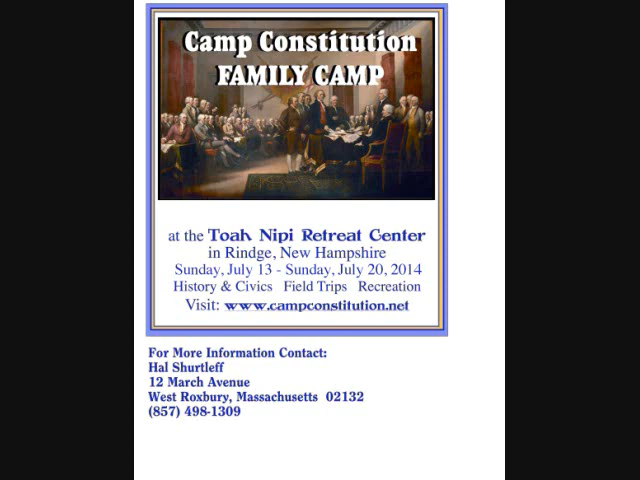 Camp Constitution
FAMILY CAMP
at the Toah Nipi Retreat Center
in Rindge, New Hampshire
Sunday, July 13 - Sunday, July 20, 2014
History & Civics Field Trips Recreation
Visit: www.campconstitution.net
For More Information Contact:
Hal Shurtleff
12 March Avenue
West Roxbury, Massachusetts 02132
(857) 498-1309